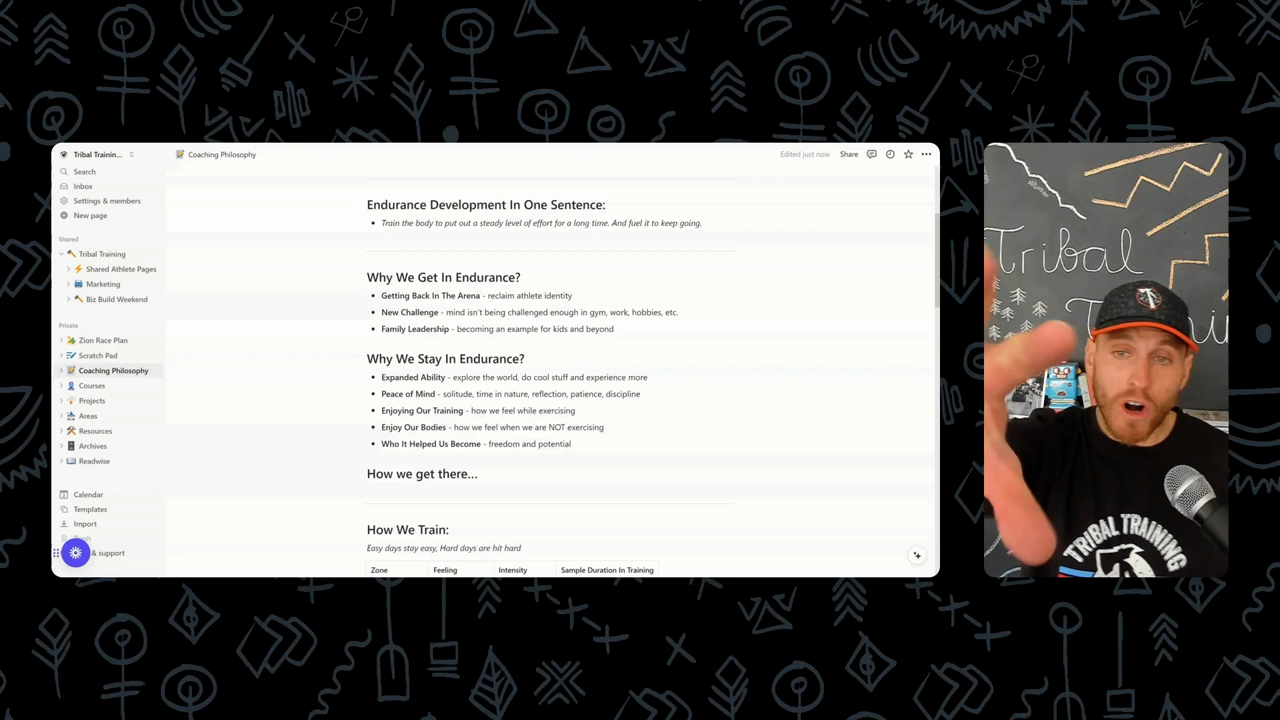 Tribal Trainin...
Coaching Philosophy
Edited just now
Share
Search
Inbox
Settings & members
New page
Shared
Tribal Training
Shared Athlete Pages
Marketing
Biz Build Weekend
Private
Zion Race Plan
Scratch Pad
Coaching Philosophy
Courses
Projects
Areas
Resources
Archives
Readwise
Calendar
Templates
Import
Trash
& support
Endurance Development In One Sentence:
Train the body to put out a steady level of effort for a long time. And fuel it to keep going.
Why We Get In Endurance?
Getting Back In The Arena - reclaim athlete identity
New Challenge - mind isn't being challenged enough in gym, work, hobbies, etc.
Family Leadership - becoming an example for kids and beyond
Why We Stay In Endurance?
Expanded Ability - explore the world, do cool stuff and experience more
Peace of Mind - solitude, time in nature, reflection, patience, discipline
Enjoying Our Training - how we feel while exercising
Enjoy Our Bodies - how we feel when we are NOT exercising
Who It Helped Us Become - freedom and potential
How we get there...
How We Train:
Easy days stay easy, Hard days are hit hard
Zone Feeling Intensity Sample Duration In Training
Tribal
TRIBAL TRAINING